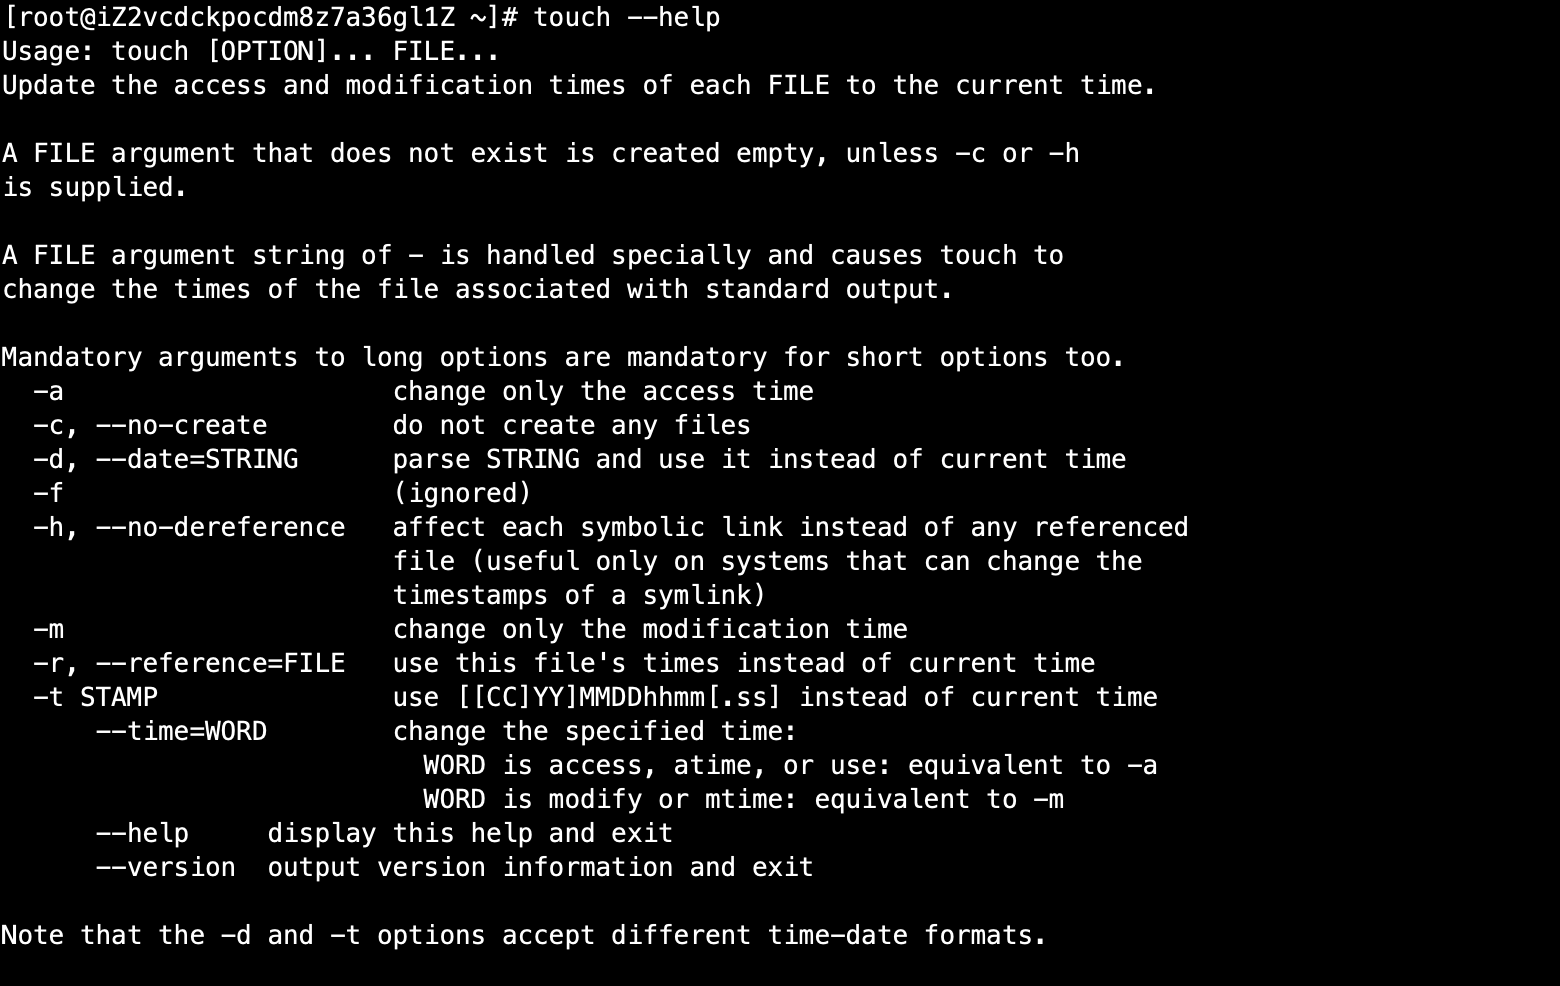 [root@iZ2vcdckpocdm8z7a36gl1Z ~]# touch --help
Usage: touch [OPTION]... FILE...
Update the access and modification times of each FILE to the current time.

A FILE argument that does not exist is created empty, unless -c or -h
is supplied.

A FILE argument string of - is handled specially and causes touch to
change the times of the file associated with standard output.

Mandatory arguments to long options are mandatory for short options too.
  -a                     change only the access time
  -c, --no-create        do not create any files
  -d, --date=STRING      parse STRING and use it instead of current time
  -f                     (ignored)
  -h, --no-dereference   affect each symbolic link instead of any referenced
                         file (useful only on systems that can change the
                         timestamps of a symlink)
  -m                     change only the modification time
  -r, --reference=FILE   use this file's times instead of current time
  -t STAMP               use [[CC]YY]MMDDhhmm[.ss] instead of current time
      --time=WORD        change the specified time:
                           WORD is access, atime, or use: equivalent to -a
                           WORD is modify or mtime: equivalent to -m
      --help     display this help and exit
      --version  output version information and exit

Note that the -d and -t options accept different time-date formats.